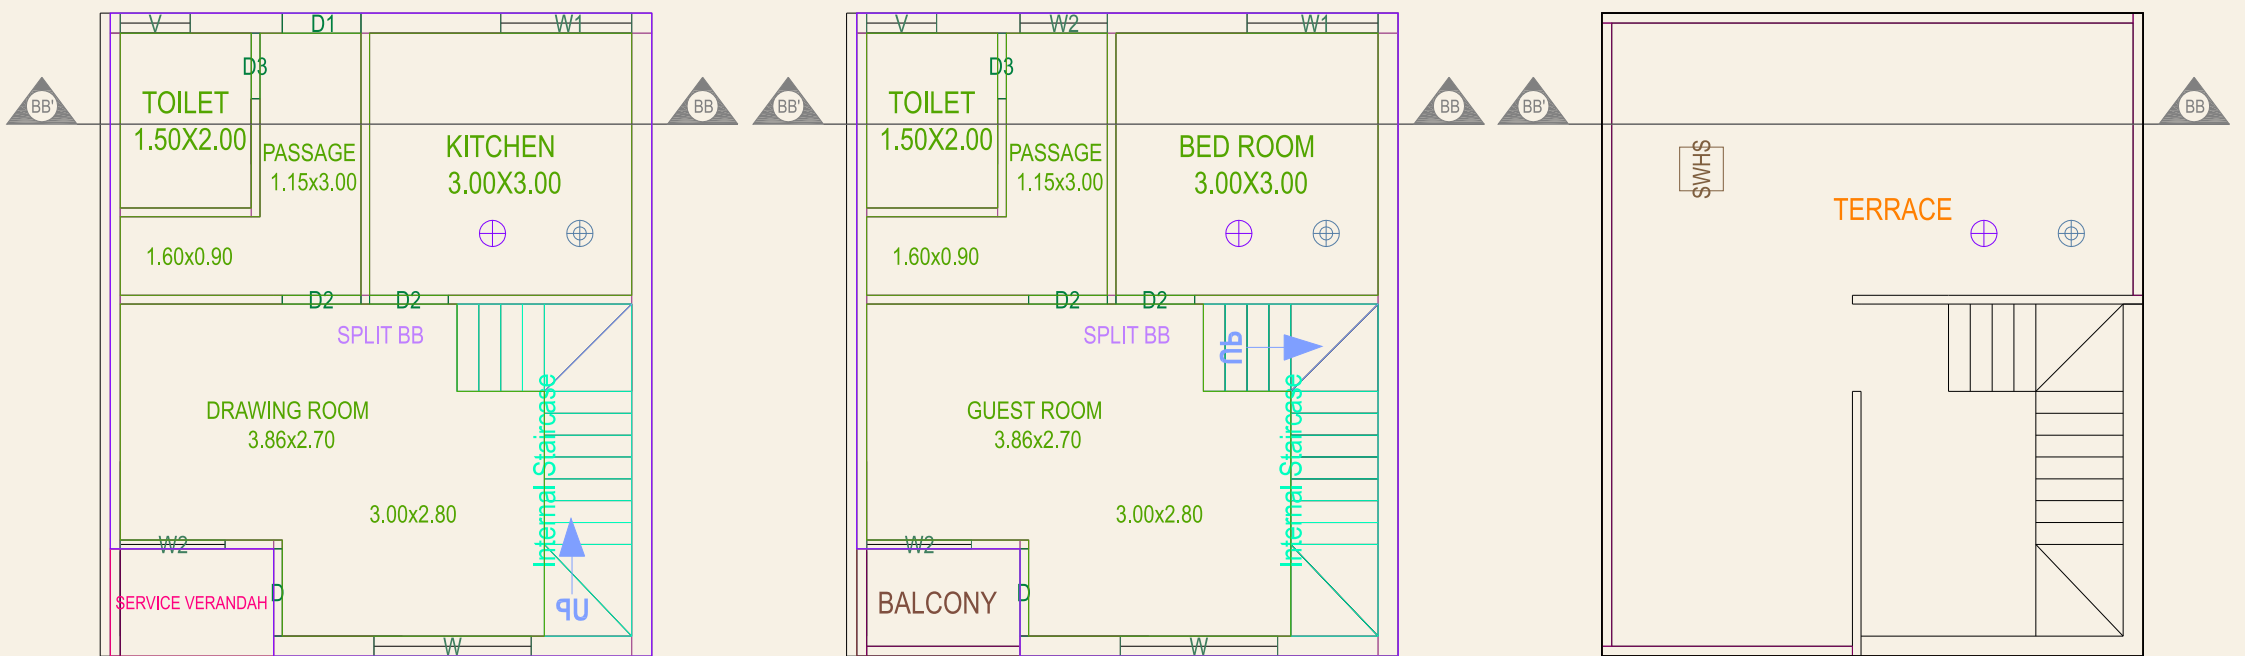 V
D1
W1
D3
TOILET
1.50X2.00
BB'
BB
PASSAGE
1.15x3.00
KITCHEN
3.00X3.00
1.60x0.90
D2
D2
SPLIT BB
DRAWING ROOM
3.86x2.70
Internal Staircase
3.00x2.80
W2
SERVICE VERANDAH
D
UP
W
V
W2
W1
D3
TOILET
1.50X2.00
BB'
BB
PASSAGE
1.15x3.00
BED ROOM
3.00X3.00
1.60x0.90
D2
D2
SPLIT BB
UP
GUEST ROOM
3.86x2.70
Internal Staircase
3.00x2.80
W2
BALCONY
D
W
BB'
BB
SWHS
TERRACE